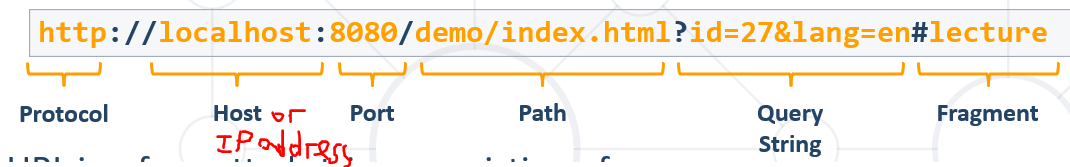 http://localhost:8080/demo/index.html?id=27&lang=en#lecture
Protocol Host or Port Path Query Fragment
IP address String